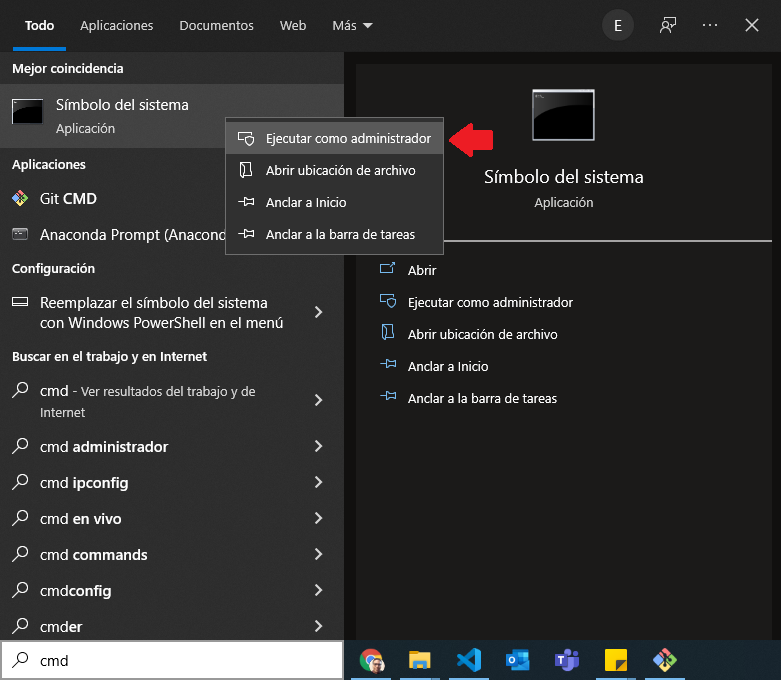 Todo Aplicaciones Documentos Web Más E
Mejor coincidencia
Símbolo del sistema
Aplicación
Ejecutar como administrador
Abrir ubicación de archivo
Anclar a Inicio
Anclar a la barra de tareas
Aplicaciones
Git CMD
Anaconda Prompt (Anacond
Configuración
Reemplazar el símbolo del sistema
con Windows PowerShell en el menú
Buscar en el trabajo y en Internet
cmd - Ver resultados del trabajo y de
Internet
cmd administrador
cmd ipconfig
cmd en vivo
cmd commands
cmdconfig
cmder
cmd
Símbolo del sistema
Aplicación
Abrir
Ejecutar como administrador
Abrir ubicación de archivo
Anclar a Inicio
Anclar a la barra de tareas